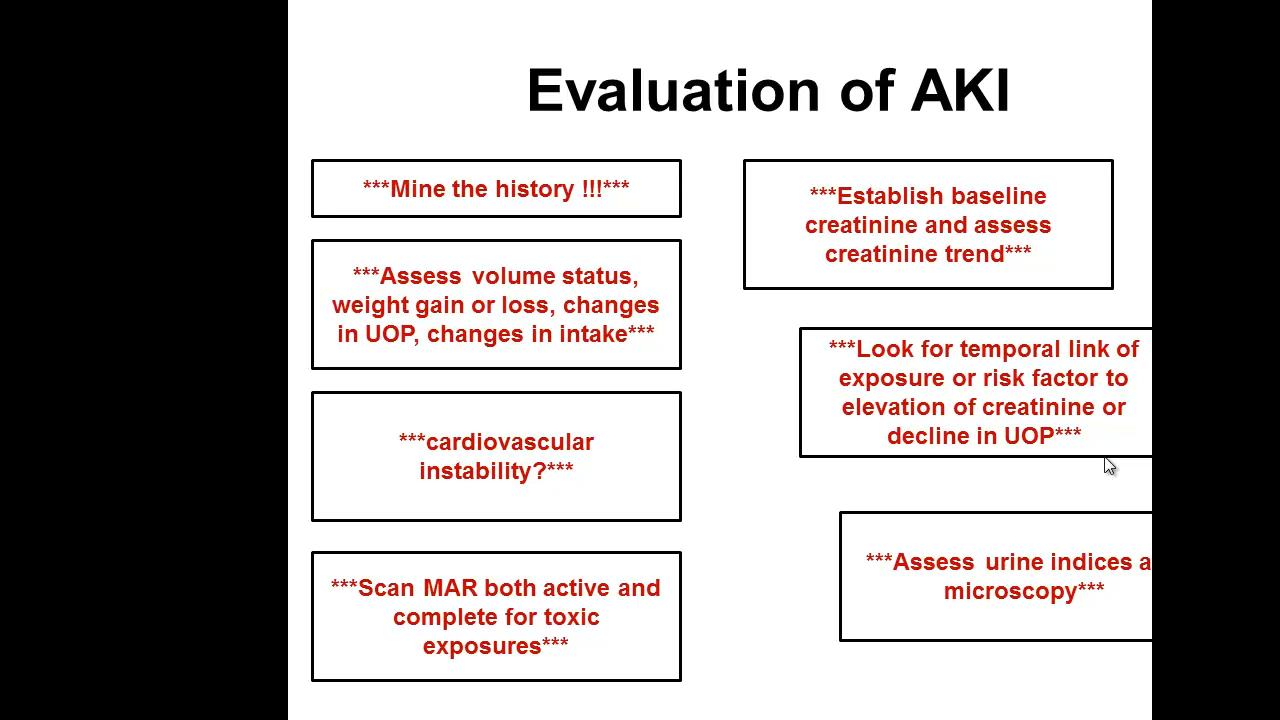 Evaluation of AKI
***Mine the history !!!***
***Assess volume status,
weight gain or loss, changes
in UOP, changes in intake***
***cardiovascular
instability?***
***Scan MAR both active and
complete for toxic
exposures***
***Establish baseline
creatinine and assess
creatinine trend***
***Look for temporal link of
exposure or risk factor to
elevation of creatinine or
decline in UOP***
***Assess urine indices a
microscopy***